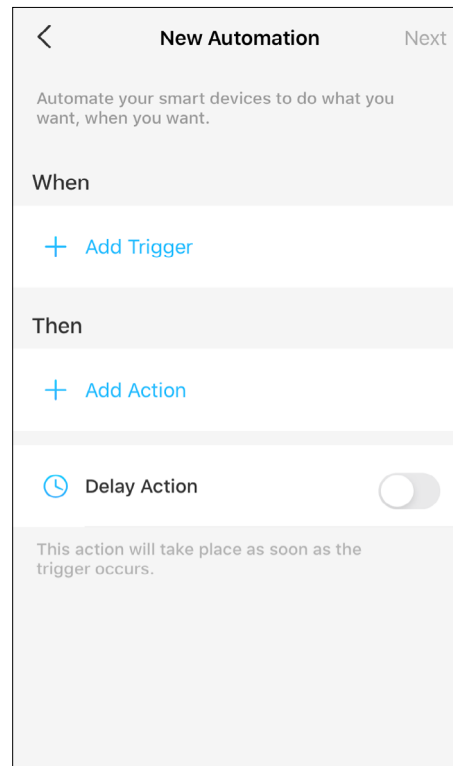 New Automation Next
Automate your smart devices to do what you
want, when you want.
When
Add Trigger
Then
Add Action
Delay Action
This action will take place as soon as the
trigger occurs.